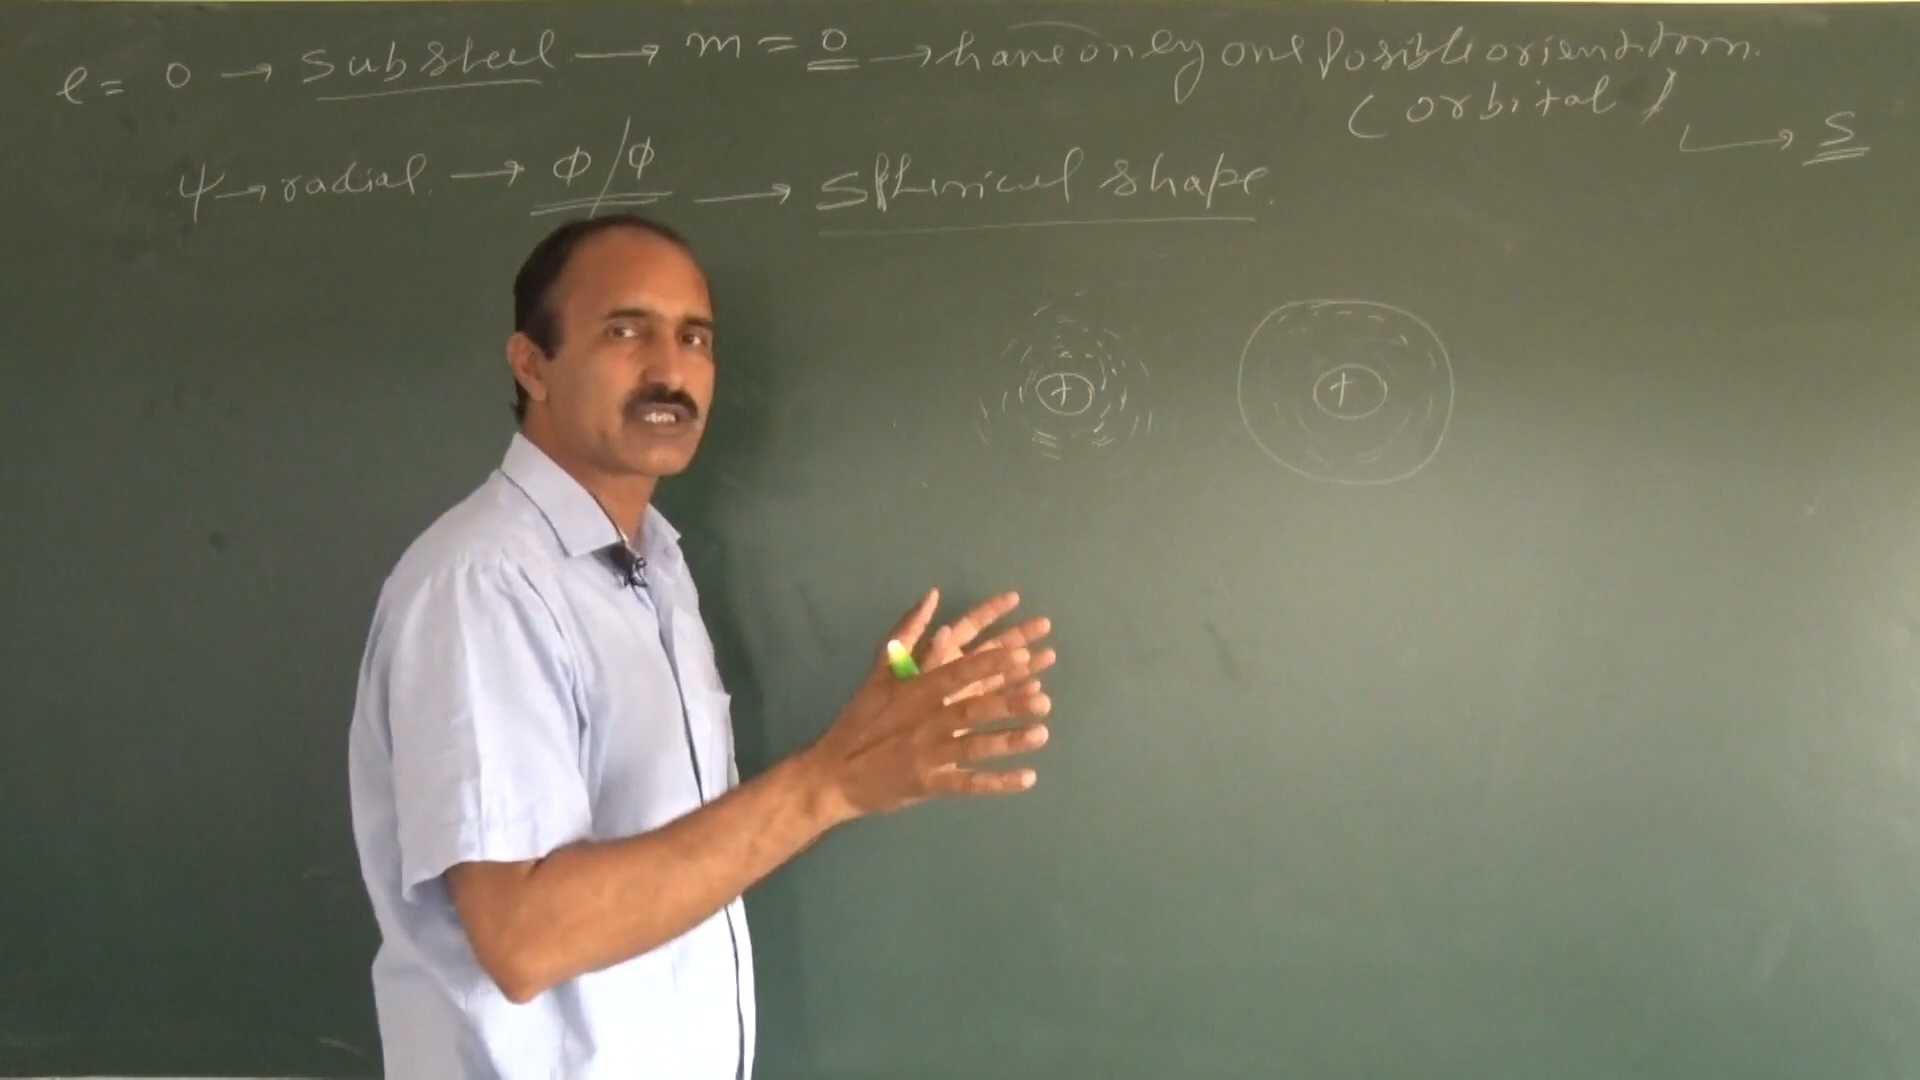 l = 0 → Subshell → m = 0 → have only one possible orientation.
(orbital) → S
ψ → radial → φ/φ → Spherical shape.
+ +